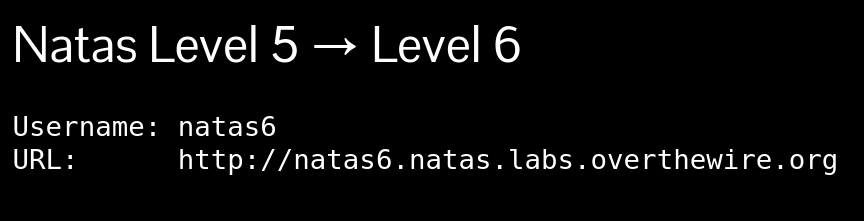 Natas Level 5 → Level 6
Username: natas6
URL: http://natas6.natas.labs.overthewire.org